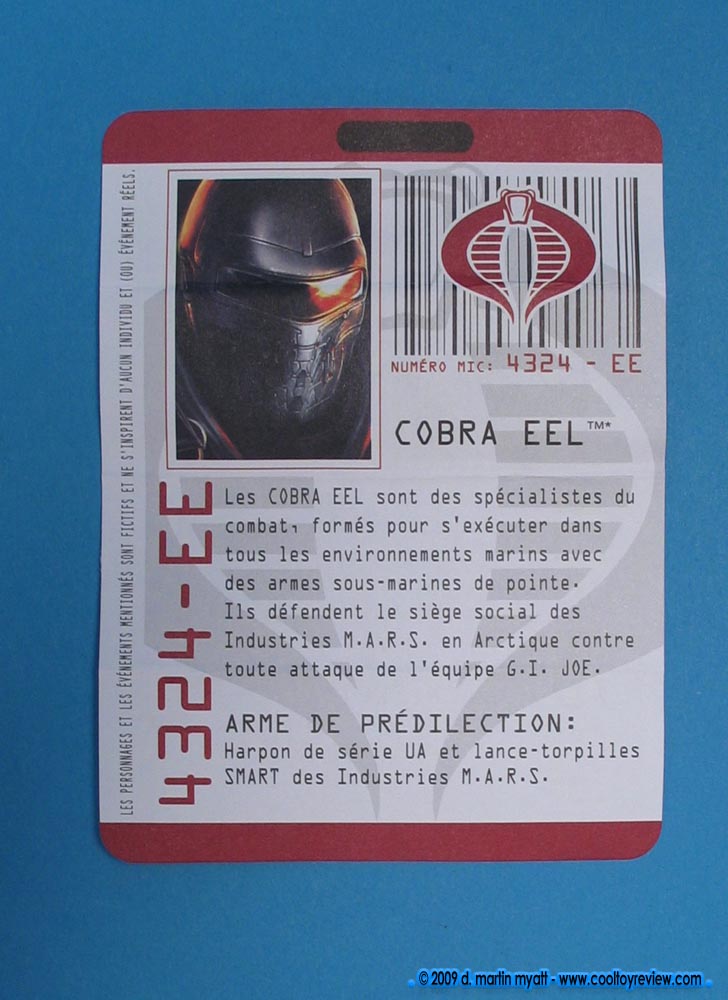 NUMÉRO MIC: 4324 - EE
COBRA EEL™*
Les COBRA EEL sont des spécialistes du
combat, formés pour s'exécuter dans
tous les environnements marins avec
des armes sous-marines de pointe.
Ils défendent le siège social des
Industries M.A.R.S. en Arctique contre
toute attaque de l'équipe G.I. JOE.
ARME DE PRÉDILECTION:
Harpon de série UA et lance-torpilles
SMART des Industries M.A.R.S.
4324-EE
LES PERSONNAGES ET LES ÉVÉNEMENTS MENTIONNÉS SONT FICTIFS ET NE S'INSPIRENT D'AUCUN INDIVIDU ET (OU) ÉVÉNEMENT RÉELS.
© 2009 d. martin myatt - www.cooltoyreview.com